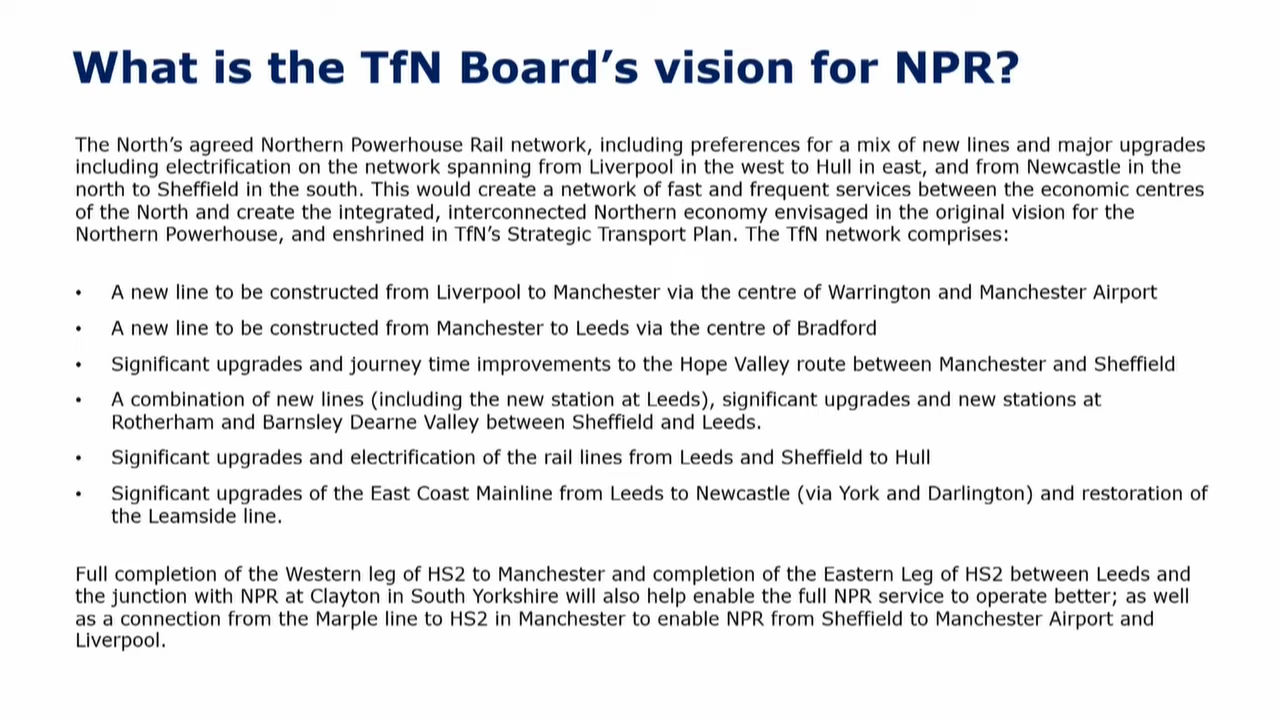 What is the TfN Board’s vision for NPR?
The North’s agreed Northern Powerhouse Rail network, including preferences for a mix of new lines and major upgrades
including electrification on the network spanning from Liverpool in the west to Hull in east, and from Newcastle in the
north to Sheffield in the south. This would create a network of fast and frequent services between the economic centres
of the North and create the integrated, interconnected Northern economy envisaged in the original vision for the
Northern Powerhouse, and enshrined in TfN’s Strategic Transport Plan. The TfN network comprises:
• A new line to be constructed from Liverpool to Manchester via the centre of Warrington and Manchester Airport
• A new line to be constructed from Manchester to Leeds via the centre of Bradford
• Significant upgrades and journey time improvements to the Hope Valley route between Manchester and Sheffield
• A combination of new lines (including the new station at Leeds), significant upgrades and new stations at
Rotherham and Barnsley Dearne Valley between Sheffield and Leeds.
• Significant upgrades and electrification of the rail lines from Leeds and Sheffield to Hull
• Significant upgrades of the East Coast Mainline from Leeds to Newcastle (via York and Darlington) and restoration of
the Leamside line.
Full completion of the Western leg of HS2 to Manchester and completion of the Eastern Leg of HS2 between Leeds and
the junction with NPR at Clayton in South Yorkshire will also help enable the full NPR service to operate better; as well
as a connection from the Marple line to HS2 in Manchester to enable NPR from Sheffield to Manchester Airport and
Liverpool.